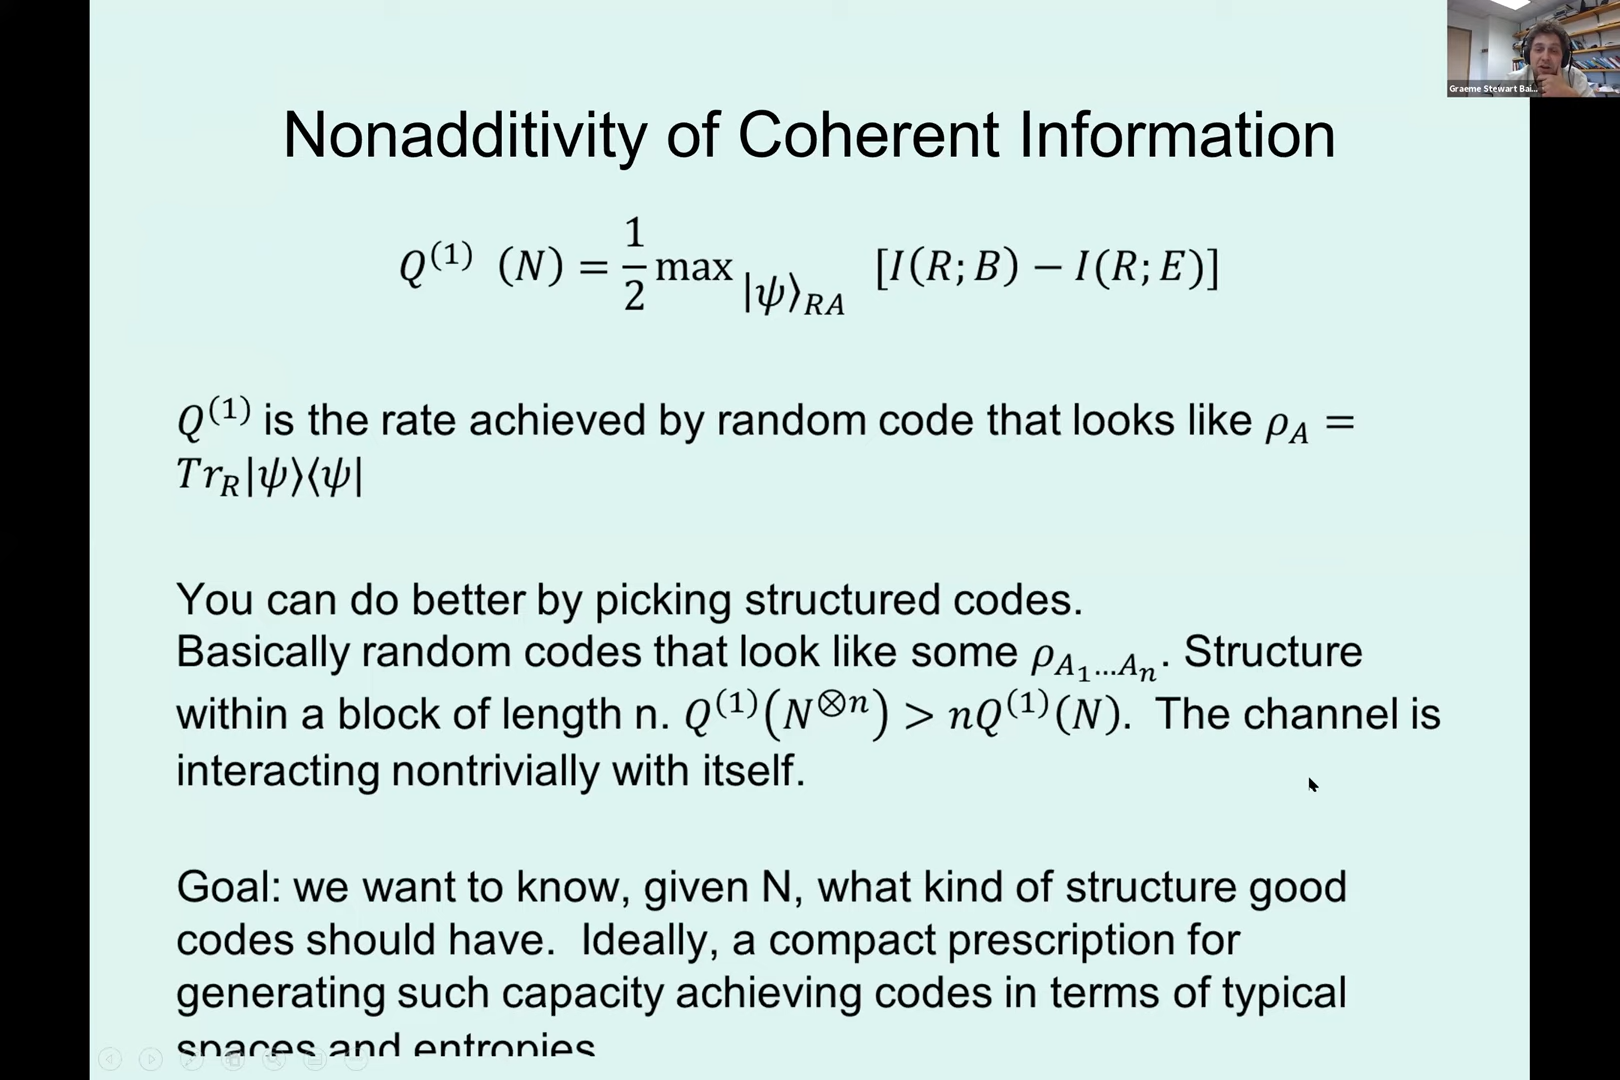 Graeme Stewart Bai...
Nonadditivity of Coherent Information
Q⁽¹⁾ (N) = 1/2 max |ψ⟩_RA [I(R; B) − I(R; E)]
Q⁽¹⁾ is the rate achieved by random code that looks like ρ_A =
Tr_R|ψ⟩⟨ψ|
You can do better by picking structured codes.
Basically random codes that look like some ρ_{A₁…Aₙ}. Structure
within a block of length n. Q⁽¹⁾(N^{⊗n}) > nQ⁽¹⁾(N). The channel is
interacting nontrivially with itself.
Goal: we want to know, given N, what kind of structure good
codes should have. Ideally, a compact prescription for
generating such capacity achieving codes in terms of typical
spaces and entropies